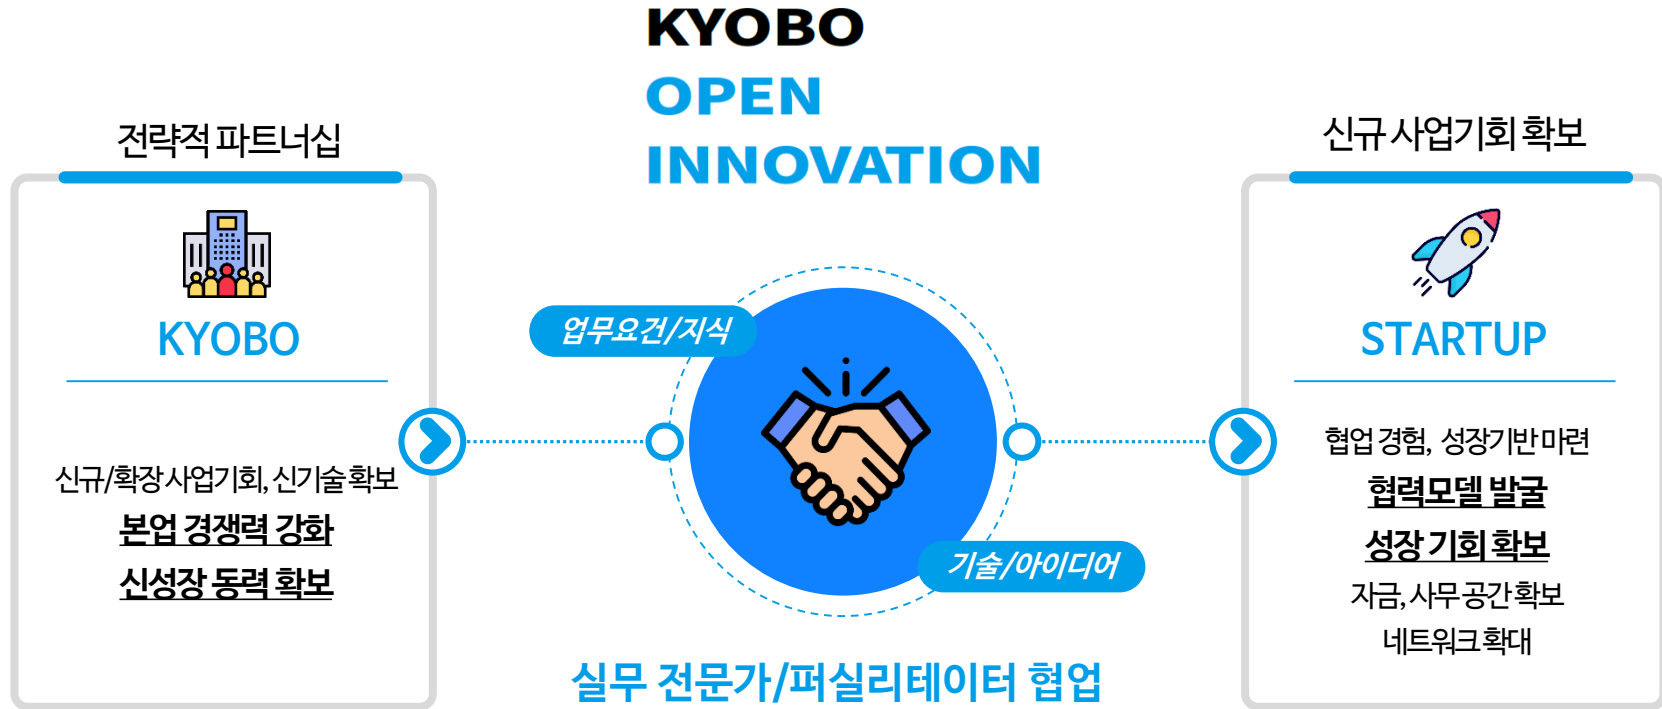 KYOBO
OPEN
INNOVATION
전략적 파트너십
KYOBO
신규/확장 사업기회, 신기술 확보
본업 경쟁력 강화
신성장 동력 확보
업무요건/지식
기술/아이디어
실무 전문가/퍼실리테이터 협업
신규 사업기회 확보
STARTUP
협업 경험, 성장기반 마련
협력모델 발굴
성장 기회 확보
자금, 사무 공간 확보
네트워크 확대